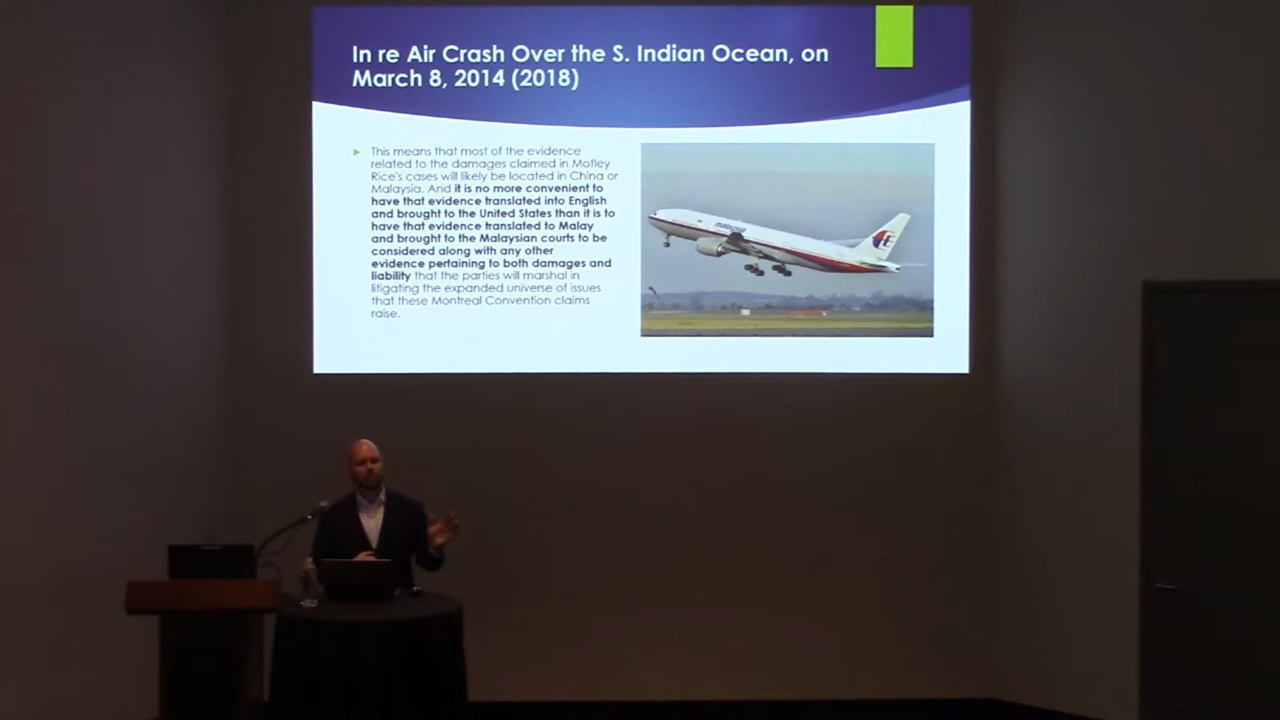 In re Air Crash Over the S. Indian Ocean, on
March 8, 2014 (2018)
This means that most of the evidence
related to the damages claimed in Motley
Rice's cases will likely be located in China or
Malaysia. And it is no more convenient to
have that evidence translated into English
and brought to the United States than it is to
have that evidence translated to Malay
and brought to the Malaysian courts to be
considered along with any other
evidence pertaining to both damages and
liability that the parties will marshal in
litigating the expanded universe of issues
that these Montreal Convention claims
raise.